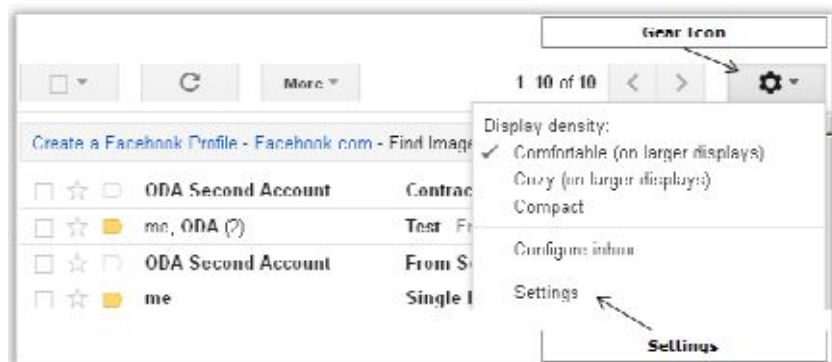 Gear Icon
More
1 10 of 10
Create a Facebook Profile - Facebook.com - Find Image
Display density:
Comfortable (on larger displays)
Cozy (on larger displays)
Compact
ODA Second Account Contrac
me, ODA (2) Test
Configure inbox
ODA Second Account From S
me Single
Settings
Settings